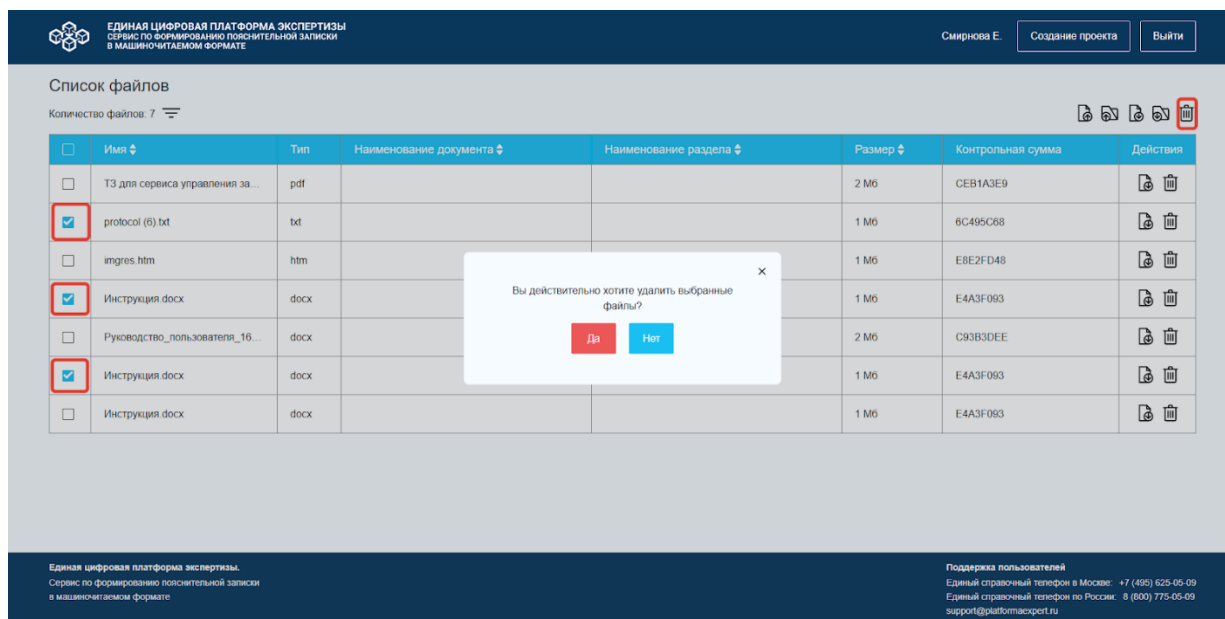 ЕДИНАЯ ЦИФРОВАЯ ПЛАТФОРМА ЭКСПЕРТИЗЫ
СЕРВИС ПО ФОРМИРОВАНИЮ ПОЯСНИТЕЛЬНОЙ ЗАПИСКИ
В МАШИНОЧИТАЕМОМ ФОРМАТЕ
Смирнова Е. Создание проекта Выйти
Список файлов
Количество файлов: 7
Имя Тип Наименование документа Наименование раздела Размер Контрольная сумма Действия
ТЗ для сервиса управления за... pdf 2 Мб CEB1A3E9
protocol (6).txt txt 1 Мб 6C495C68
imgres.htm htm 1 Мб E8E2FD48
Инструкция.docx docx 1 Мб E4A3F093
Руководство_пользователя_16... docx 2 Мб C93B3DEE
Инструкция.docx docx 1 Мб E4A3F093
Инструкция.docx docx 1 Мб E4A3F093
Вы действительно хотите удалить выбранные
файлы?
Да Нет
Единая цифровая платформа экспертизы.
Сервис по формированию пояснительной записки
в машиночитаемом формате
Поддержка пользователей
Единый справочный телефон в Москве: +7 (495) 625-05-09
Единый справочный телефон по России: 8 (800) 775-05-09
support@platformaexpert.ru